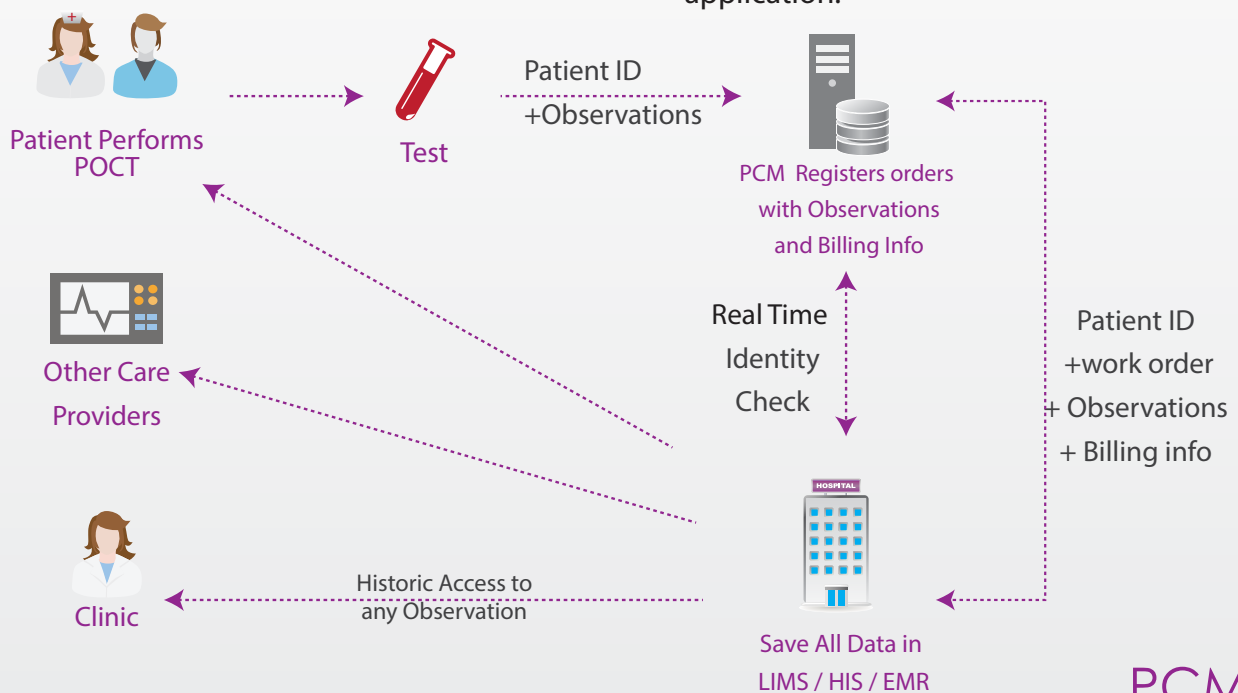 application.
Patient Performs
POCT
Test
Patient ID
+Observations
PCM Registers orders
with Observations
and Billing Info
Other Care
Providers
Real Time
Identity
Check
Patient ID
+work order
+ Observations
+ Billing info
HOSPITAL
Clinic
Historic Access to
any Observation
Save All Data in
LIMS / HIS / EMR
PCM